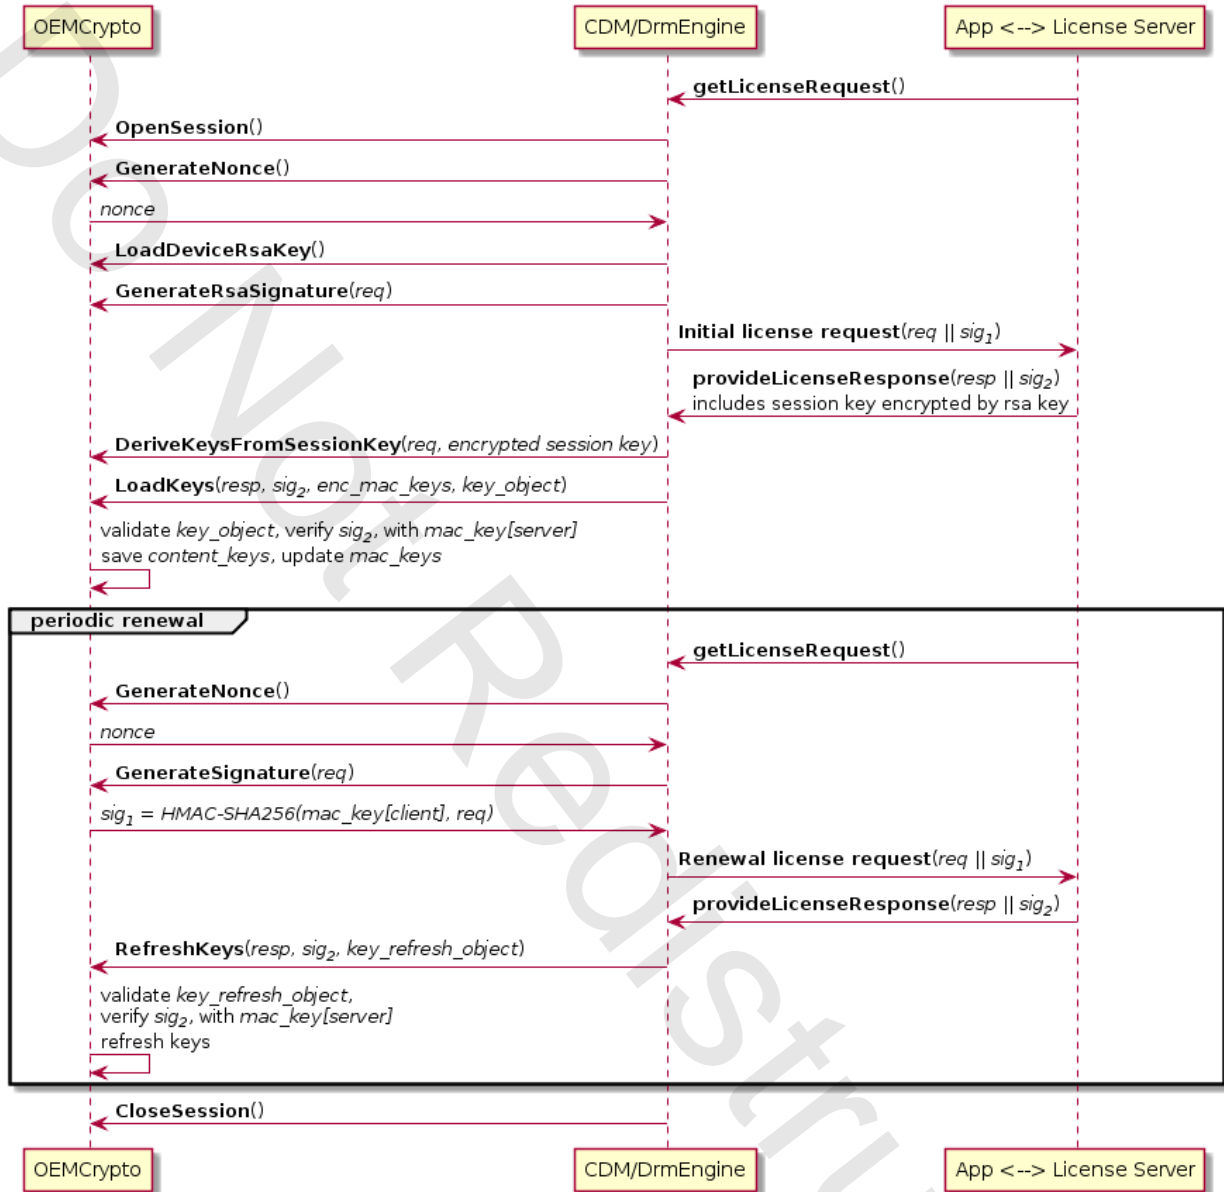 OEMCrypto CDM/DrmEngine App <--> License Server
getLicenseRequest()
OpenSession()
GenerateNonce()
nonce
LoadDeviceRsaKey()
GenerateRsaSignature(req)
Initial license request(req || sig1)
provideLicenseResponse(resp || sig2)
includes session key encrypted by rsa key
DeriveKeysFromSessionKey(req, encrypted session key)
LoadKeys(resp, sig2, enc_mac_keys, key_object)
validate key_object, verify sig2, with mac_key[server]
save content_keys, update mac_keys
periodic renewal
getLicenseRequest()
GenerateNonce()
nonce
GenerateSignature(req)
sig1 = HMAC-SHA256(mac_key[client], req)
Renewal license request(req || sig1)
provideLicenseResponse(resp || sig2)
RefreshKeys(resp, sig2, key_refresh_object)
validate key_refresh_object,
verify sig2, with mac_key[server]
refresh keys
CloseSession()
OEMCrypto CDM/DrmEngine App <--> License Server
Do Not Redistri